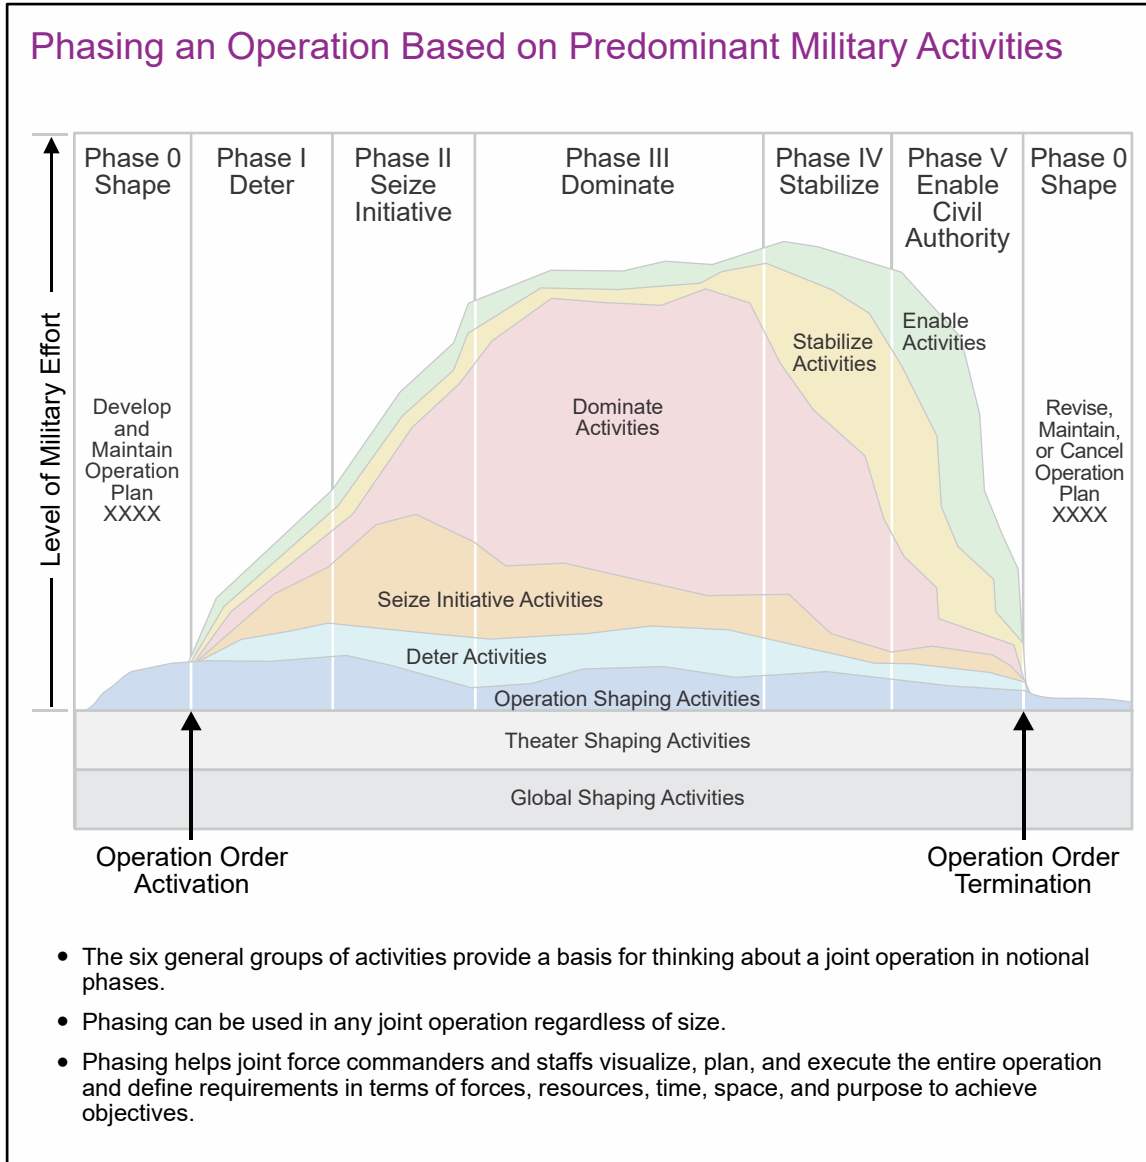 Phasing an Operation Based on Predominant Military Activities
Phase 0
Shape
Phase I
Deter
Phase II
Seize
Initiative
Phase III
Dominate
Phase IV
Stabilize
Phase V
Enable
Civil
Authority
Phase 0
Shape
Level of Military Effort
Develop
and
Maintain
Operation
Plan
XXXX
Enable
Activities
Stabilize
Activities
Dominate
Activities
Revise,
Maintain,
or Cancel
Operation
Plan
XXXX
Seize Initiative Activities
Deter Activities
Operation Shaping Activities
Theater Shaping Activities
Global Shaping Activities
Operation Order
Activation
Operation Order
Termination
• The six general groups of activities provide a basis for thinking about a joint operation in notional
phases.
• Phasing can be used in any joint operation regardless of size.
• Phasing helps joint force commanders and staffs visualize, plan, and execute the entire operation
and define requirements in terms of forces, resources, time, space, and purpose to achieve
objectives.